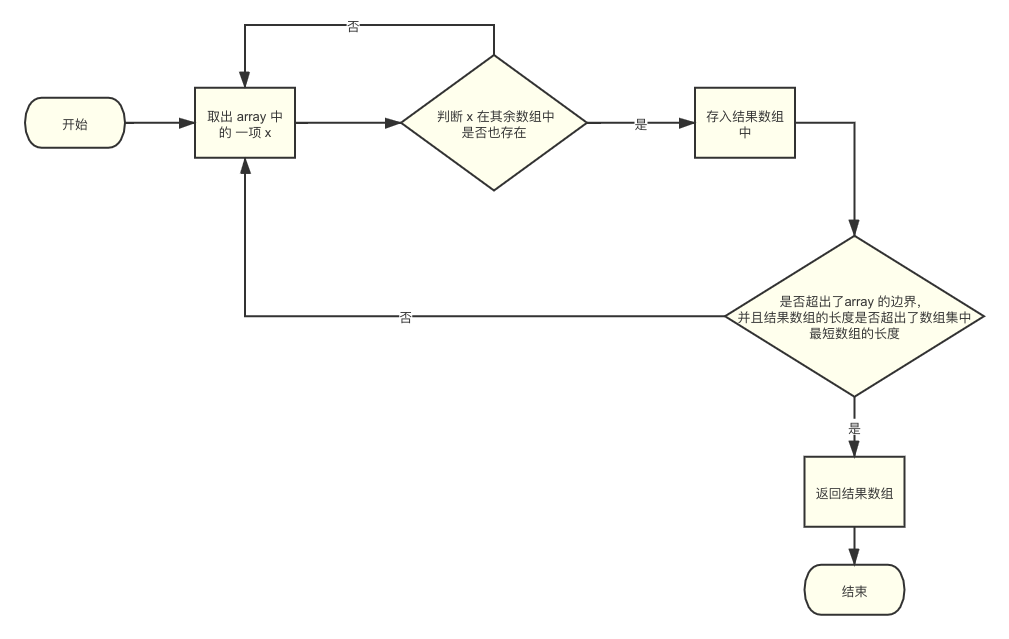 否
开始
取出 array 中
的 一项 x
判断 x 在其余数组中
是否也存在
是
存入结果数组
中
是否超出了array 的边界，
并且结果数组的长度是否超出了数组集中
最短数组的长度
否
是
返回结果数组
结束